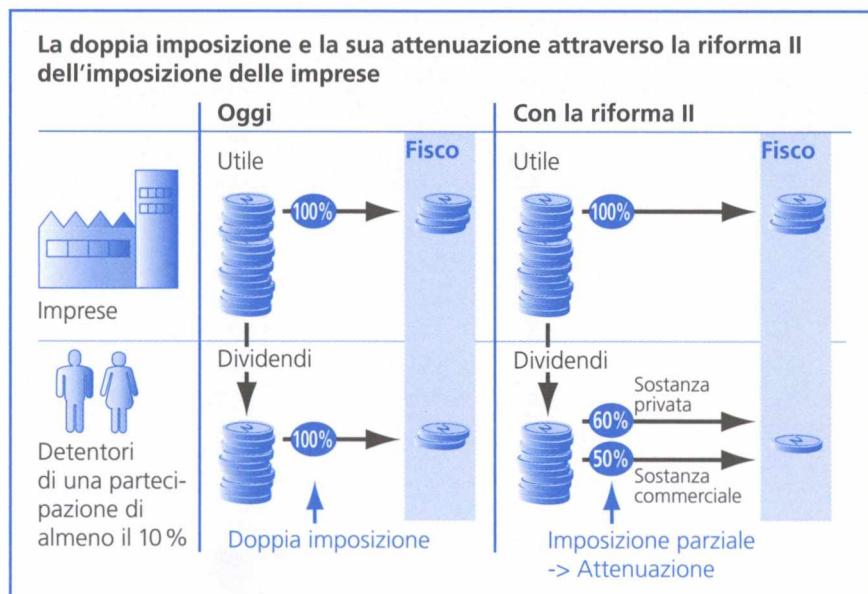 La doppia imposizione e la sua attenuazione attraverso la riforma II
dell'imposizione delle imprese
Oggi
Con la riforma II
Utile
Fisco
Utile
Fisco
100%
100%
Imprese
Dividendi
Dividendi
Sostanza
privata
100%
60%
50%
Sostanza
commerciale
Detentori
di una parteci-
pazione di
almeno il 10 %
Doppia imposizione
Imposizione parziale
-> Attenuazione